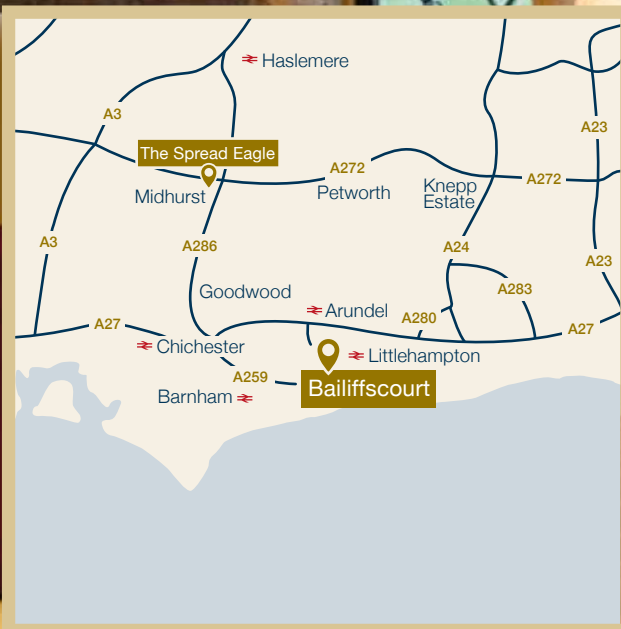 Haslemere
A3
A23
The Spread Eagle
A272
Midhurst
Petworth
Knepp
Estate
A272
A3
A286
A24
A23
Goodwood
A283
Arundel
A280
A27
A27
Chichester
Littlehampton
A259
Bailiffscourt
Barnham